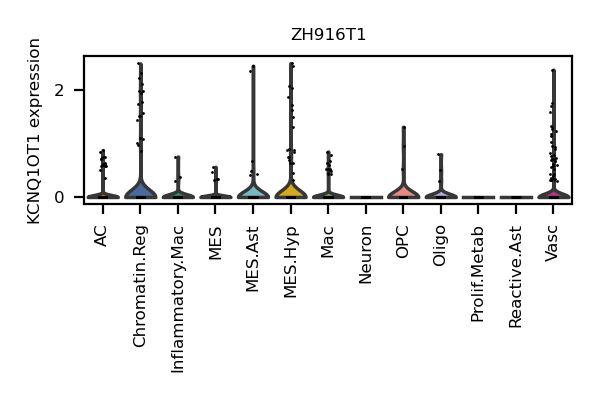 ZH916T1
KCNQ1OT1 expression
2
0
AC
Chromatin.Reg
Inflammatory.Mac
MES
MES.Ast
MES.Hyp
Mac
Neuron
OPC
Oligo
Prolif.Metab
Reactive.Ast
Vasc